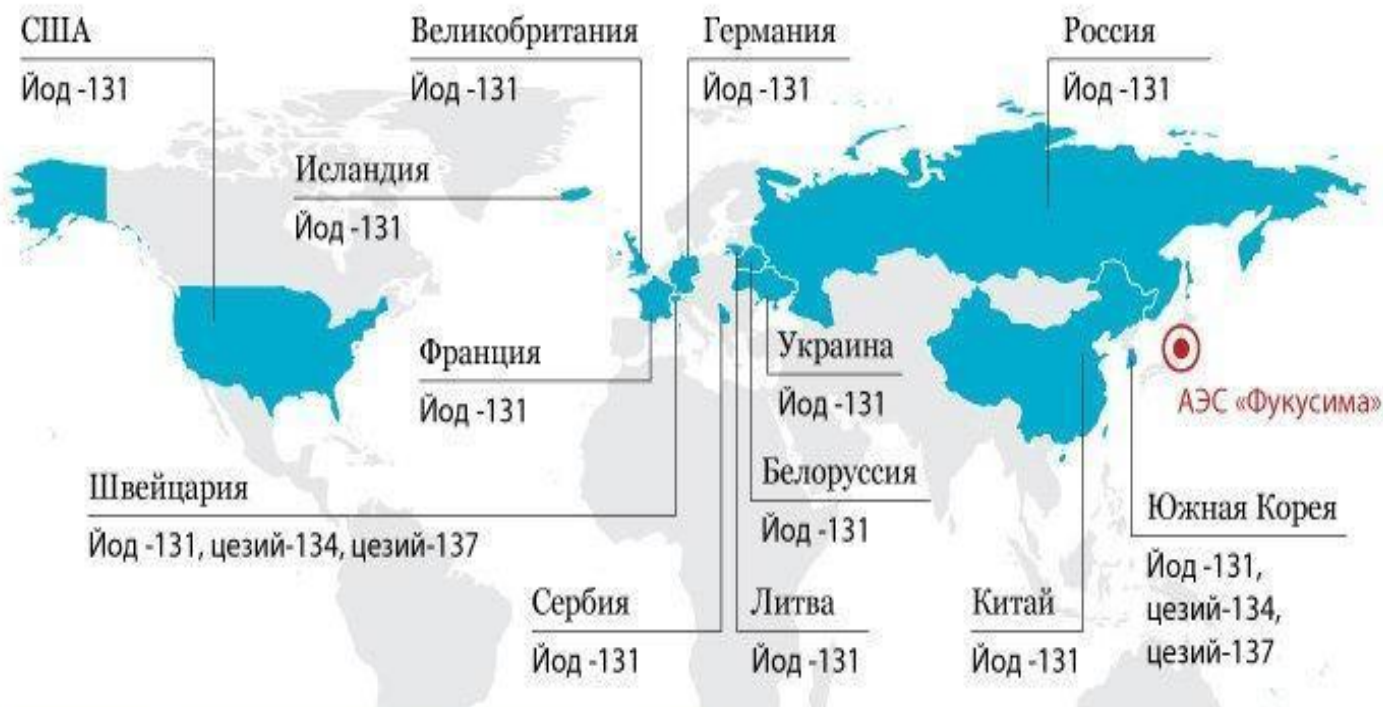 США
Йод -131
Великобритания
Йод -131
Германия
Йод -131
Россия
Йод -131
Исландия
Йод -131
Франция
Йод -131
Украина
Йод -131
АЭС «Фукусима»
Швейцария
Йод -131, цезий-134, цезий-137
Белоруссия
Йод -131
Южная Корея
Йод -131,
цезий-134,
цезий-137
Сербия
Йод -131
Литва
Йод -131
Китай
Йод -131